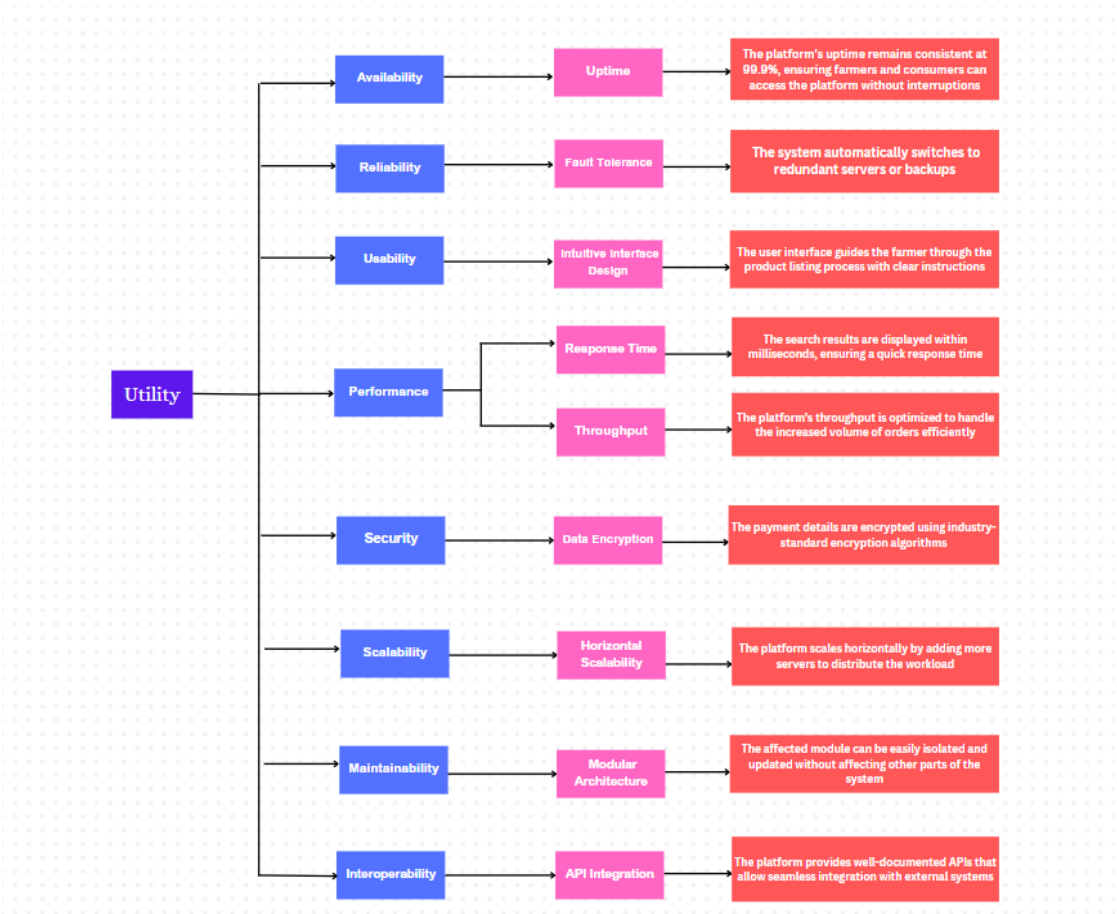 Availability
Uptime
The platform's uptime remains consistent at
99.9%, ensuring farmers and consumers can
access the platform without interruptions
Reliability
Fault Tolerance
The system automatically switches to
redundant servers or backups
Usability
Intuitive Interface
Design
The user interface guides the farmer through the
product listing process with clear instructions
Utility
Performance
Response Time
The search results are displayed within
milliseconds, ensuring a quick response time
Throughput
The platform's throughput is optimized to handle
the increased volume of orders efficiently
Security
Data Encryption
The payment details are encrypted using industry-
standard encryption algorithms
Scalability
Horizontal
Scalability
The platform scales horizontally by adding more
servers to distribute the workload
Maintainability
Modular
Architecture
The affected module can be easily isolated and
updated without affecting other parts of the
system
Interoperability
API Integration
The platform provides well-documented APIs that
allow seamless integration with external systems